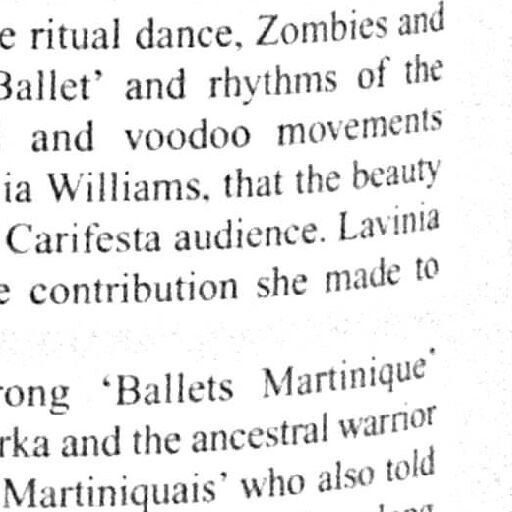 e ritual dance, Zombies and
Ballet' and rhythms of the
and voodoo movements
ia Williams, that the beauty
Carifesta audience. Lavinia
e contribution she made to
rong 'Ballets Martinique'
rka and the ancestral warrior
Martiniquais' who also told